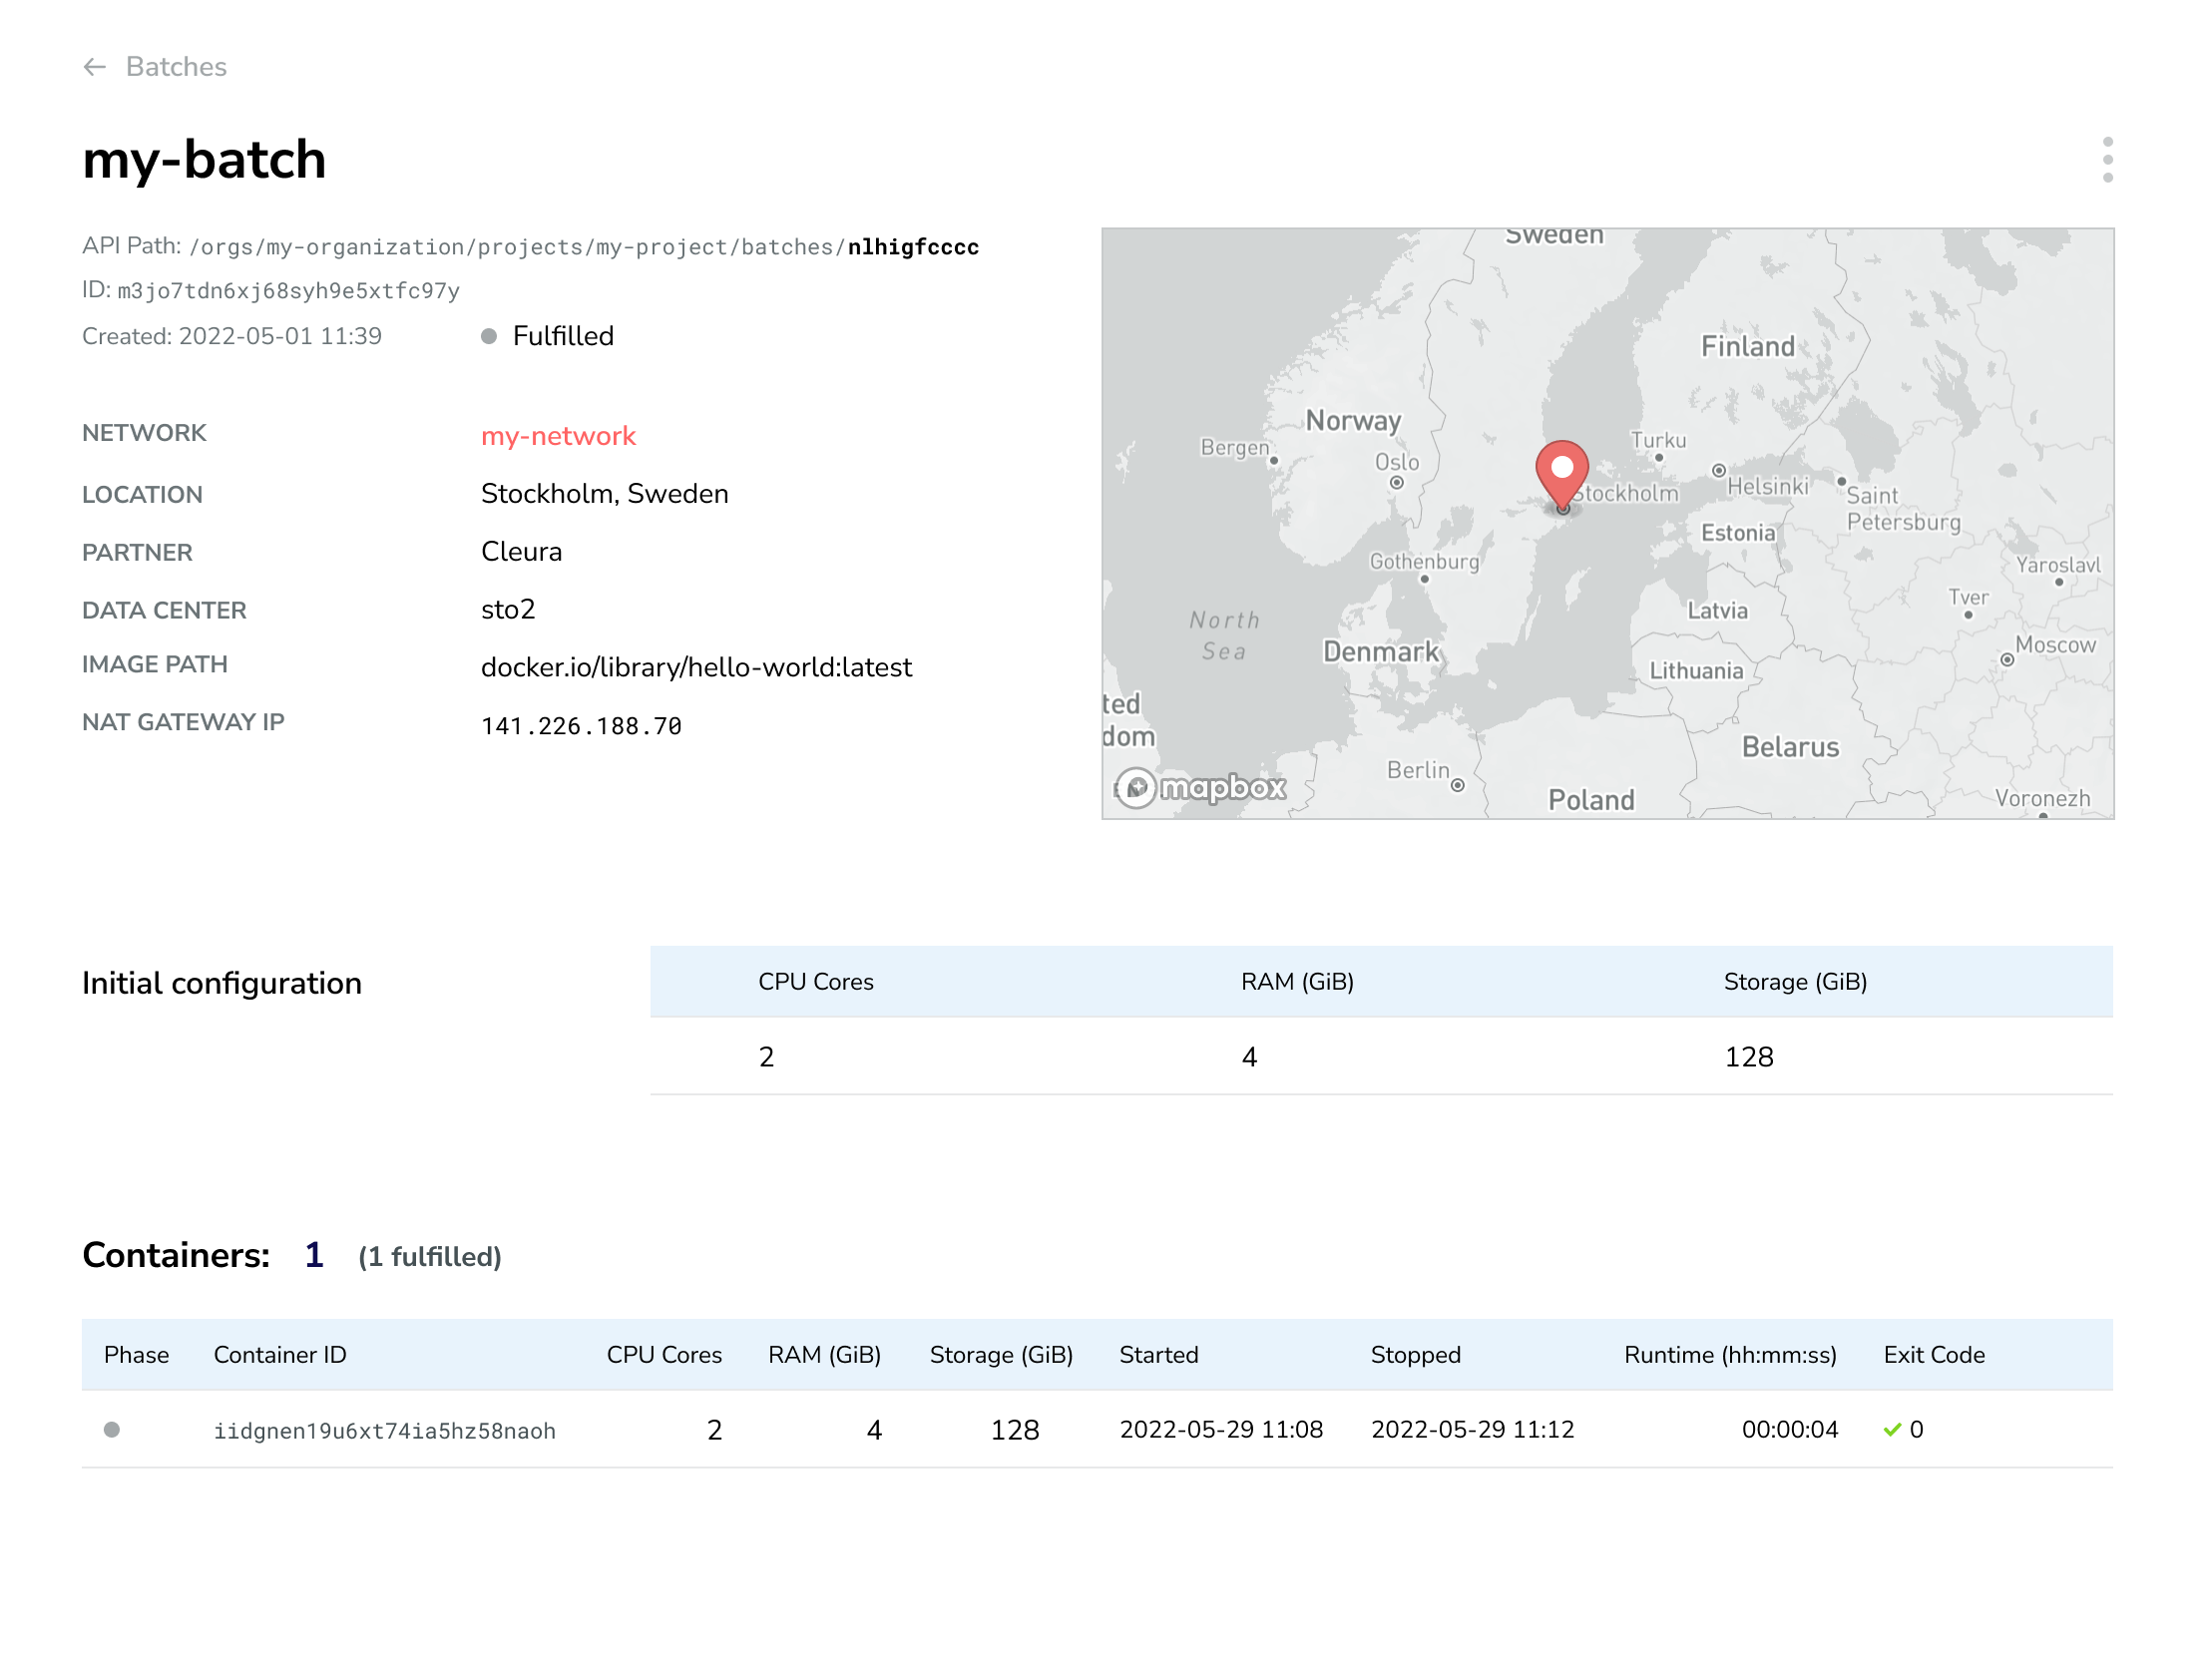 ← Batches
my-batch
API Path: /orgs/my-organization/projects/my-project/batches/nlhigfcccc
ID: m3jo7tdn6xj68syh9e5xtfc97y
Created: 2022-05-01 11:39 Fulfilled
NETWORK my-network
LOCATION Stockholm, Sweden
PARTNER Cleura
DATA CENTER sto2
IMAGE PATH docker.io/library/hello-world:latest
NAT GATEWAY IP 141.226.188.70
Sweden
Finland
Norway
Bergen
Turku
Oslo
Helsinki
Stockholm
Saint
Petersburg
Estonia
Gothenburg
Yaroslavl
Tver
Latvia
North
Sea
Moscow
Denmark
Lithuania
ted
dom
Belarus
Berlin
mapbox
Poland
Voronezh
Initial configuration
CPU Cores RAM (GiB) Storage (GiB)
2 4 128
Containers: 1 (1 fulfilled)
Phase Container ID CPU Cores RAM (GiB) Storage (GiB) Started Stopped Runtime (hh:mm:ss) Exit Code
iidgnen19u6xt74ia5hz58naoh 2 4 128 2022-05-29 11:08 2022-05-29 11:12 00:00:04 0